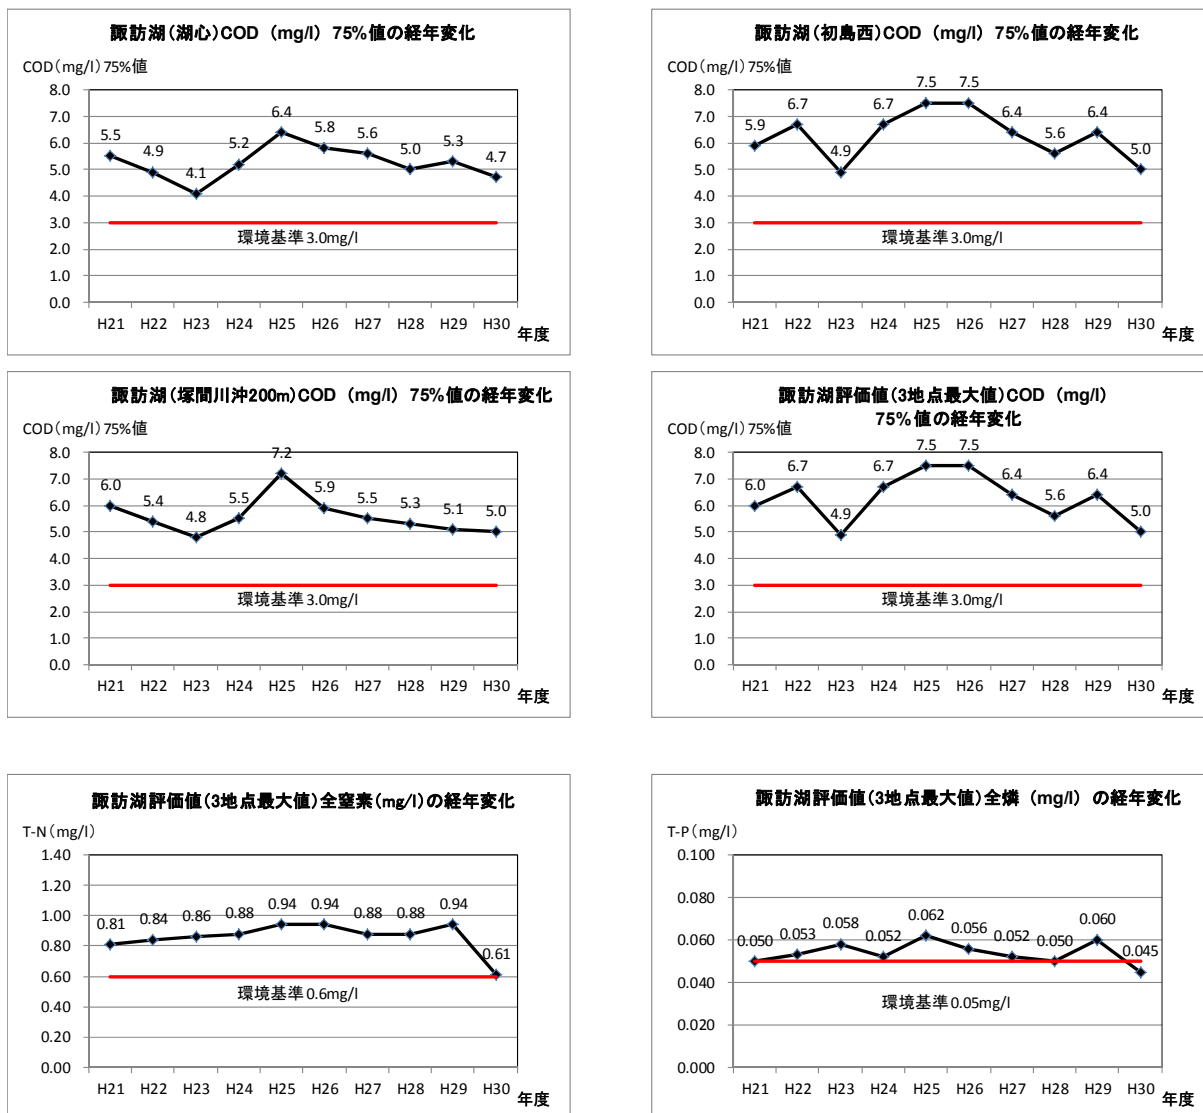 諏訪湖(湖心)COD (mg/l) 75%値の経年変化
COD(mg/l)75%値
8.0
7.0
6.0
5.0
4.0
3.0
2.0
1.0
0.0
5.5 4.9 4.1 5.2 6.4 5.8 5.6 5.0 5.3 4.7
環境基準3.0mg/l
H21 H22 H23 H24 H25 H26 H27 H28 H29 H30
年度
諏訪湖(初島西)COD (mg/l) 75%値の経年変化
COD(mg/l)75%値
8.0
7.0
6.0
5.0
4.0
3.0
2.0
1.0
0.0
5.9 6.7 4.9 6.7 7.5 7.5 6.4 5.6 6.4 5.0
環境基準3.0mg/l
H21 H22 H23 H24 H25 H26 H27 H28 H29 H30
年度
諏訪湖(塚間川沖200m)COD (mg/l) 75%値の経年変化
COD(mg/l)75%値
8.0
7.0
6.0
5.0
4.0
3.0
2.0
1.0
0.0
6.0 5.4 4.8 5.5 7.2 5.9 5.5 5.3 5.1 5.0
環境基準3.0mg/l
H21 H22 H23 H24 H25 H26 H27 H28 H29 H30
年度
諏訪湖評価値(3地点最大値)COD (mg/l)
75%値の経年変化
COD(mg/l)75%値
8.0
7.0
6.0
5.0
4.0
3.0
2.0
1.0
0.0
6.0 6.7 4.9 6.7 7.5 7.5 6.4 5.6 6.4 5.0
環境基準3.0mg/l
H21 H22 H23 H24 H25 H26 H27 H28 H29 H30
年度
諏訪湖評価値(3地点最大値)全窒素(mg/l)の経年変化
T-N(mg/l)
1.40
1.20
1.00
0.80
0.60
0.40
0.20
0.00
0.81 0.84 0.86 0.88 0.94 0.94 0.88 0.88 0.94 0.61
環境基準0.6mg/l
H21 H22 H23 H24 H25 H26 H27 H28 H29 H30
年度
諏訪湖評価値(3地点最大値)全燐 (mg/l) の経年変化
T-P(mg/l)
0.100
0.080
0.060
0.040
0.020
0.000
0.050 0.053 0.058 0.052 0.062 0.056 0.052 0.050 0.060 0.045
環境基準0.05mg/l
H21 H22 H23 H24 H25 H26 H27 H28 H29 H30
年度